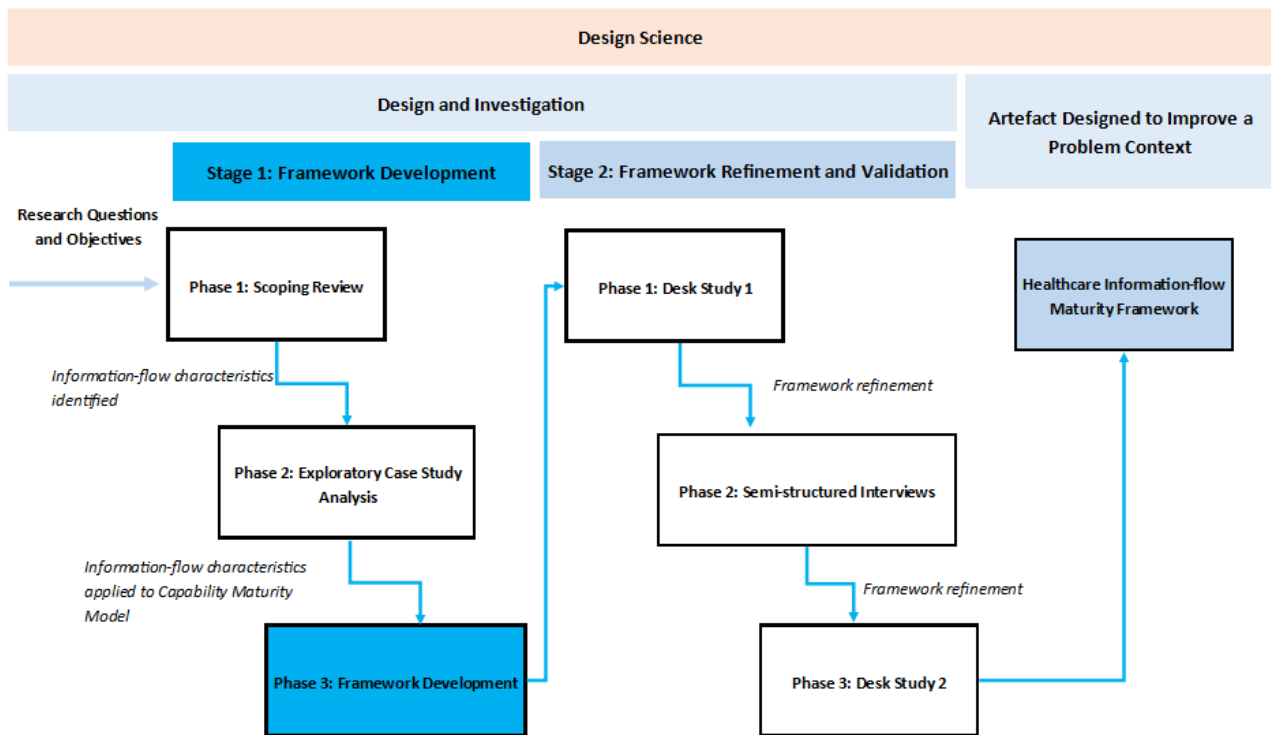 Design Science
Design and Investigation
Artefact Designed to Improve a
Problem Context
Stage 1: Framework Development
Stage 2: Framework Refinement and Validation
Research Questions
and Objectives
Phase 1: Scoping Review
Phase 1: Desk Study 1
Healthcare Information-flow
Maturity Framework
Information-flow characteristics
identified
Framework refinement
Phase 2: Exploratory Case Study
Analysis
Phase 2: Semi-structured Interviews
Information-flow characteristics
applied to Capability Maturity
Model
Framework refinement
Phase 3: Framework Development
Phase 3: Desk Study 2